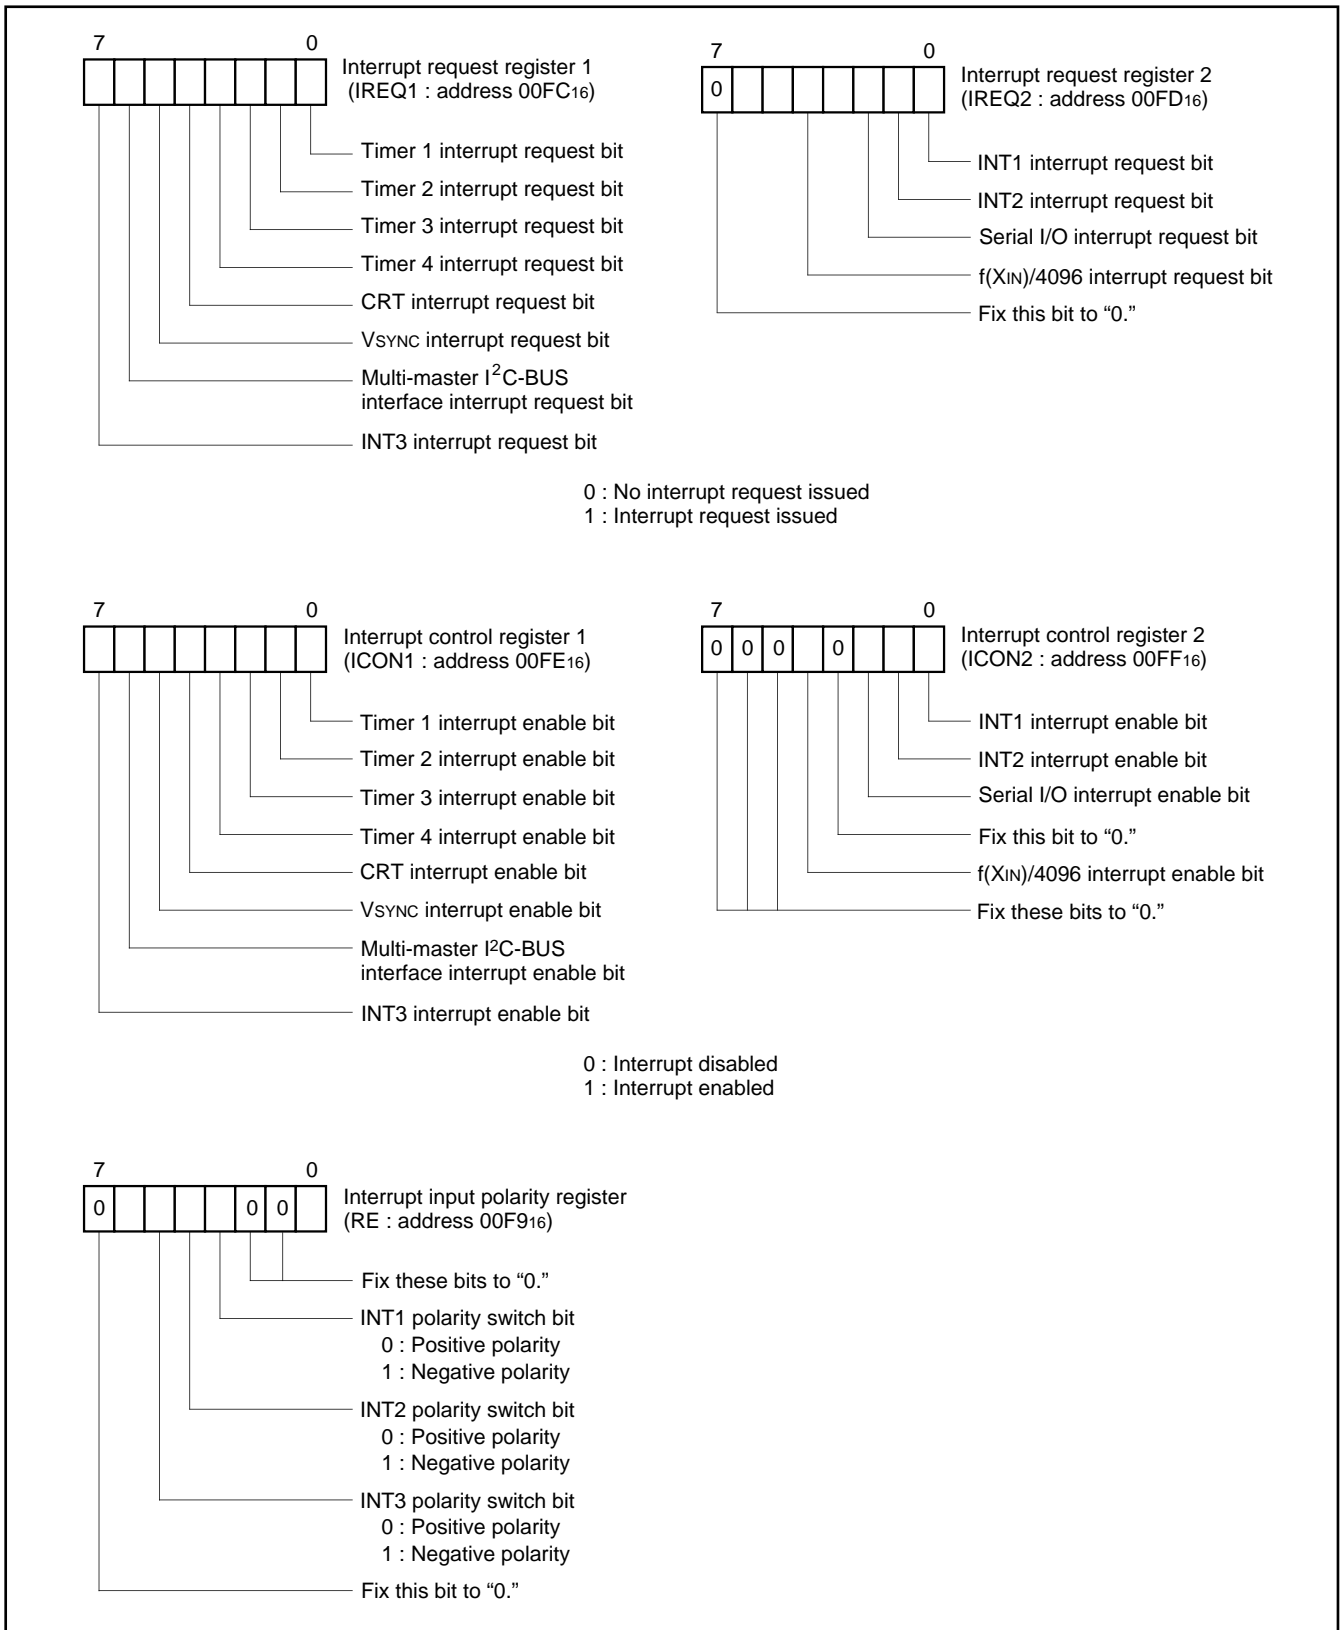 7 0
Interrupt request register 1
(IREQ1 : address 00FC16)
Timer 1 interrupt request bit
Timer 2 interrupt request bit
Timer 3 interrupt request bit
Timer 4 interrupt request bit
CRT interrupt request bit
VSYNC interrupt request bit
Multi-master I2C-BUS
interface interrupt request bit
INT3 interrupt request bit
7 0
0
Interrupt request register 2
(IREQ2 : address 00FD16)
INT1 interrupt request bit
INT2 interrupt request bit
Serial I/O interrupt request bit
f(XIN)/4096 interrupt request bit
Fix this bit to “0.”
0 : No interrupt request issued
1 : Interrupt request issued
7 0
Interrupt control register 1
(ICON1 : address 00FE16)
Timer 1 interrupt enable bit
Timer 2 interrupt enable bit
Timer 3 interrupt enable bit
Timer 4 interrupt enable bit
CRT interrupt enable bit
VSYNC interrupt enable bit
Multi-master I2C-BUS
interface interrupt enable bit
INT3 interrupt enable bit
7 0
0 0 0 0
Interrupt control register 2
(ICON2 : address 00FF16)
INT1 interrupt enable bit
INT2 interrupt enable bit
Serial I/O interrupt enable bit
Fix this bit to “0.”
f(XIN)/4096 interrupt enable bit
Fix these bits to “0.”
0 : Interrupt disabled
1 : Interrupt enabled
7 0
0 0 0
Interrupt input polarity register
(RE : address 00F916)
Fix these bits to “0.”
INT1 polarity switch bit
0 : Positive polarity
1 : Negative polarity
INT2 polarity switch bit
0 : Positive polarity
1 : Negative polarity
INT3 polarity switch bit
0 : Positive polarity
1 : Negative polarity
Fix this bit to “0.”